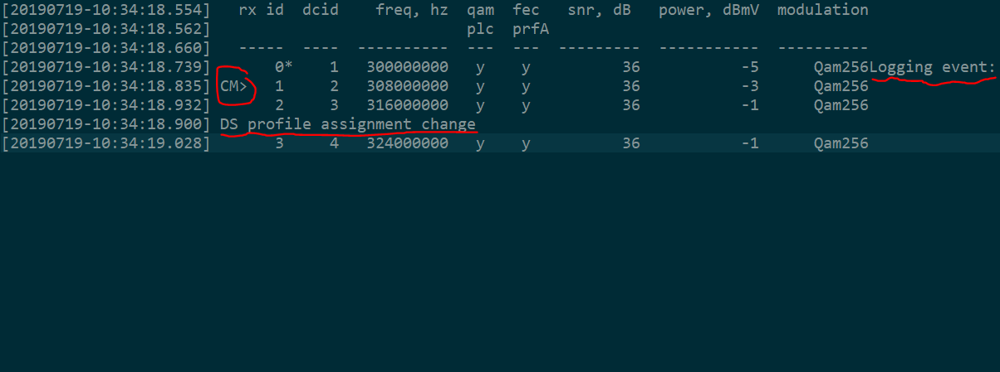 [20190719-10:34:18.554]    rx id  dcid    freq, hz  qam  fec   snr, dB   power, dBmV  modulation
[20190719-10:34:18.562]                             plc  prfA
[20190719-10:34:18.660]    -----  ----  ----------  ---  ---  ---------  -----------  ----------
[20190719-10:34:18.739]        0*  1   300000000   y    y          36           -5      Qam256Logging event:
[20190719-10:34:18.835] CM>   1     2   308000000   y    y          36           -3      Qam256
[20190719-10:34:18.932]       2     3   316000000   y    y          36           -1      Qam256
[20190719-10:34:18.900] DS profile assignment change
[20190719-10:34:19.028]       3     4   324000000   y    y          36           -1      Qam256